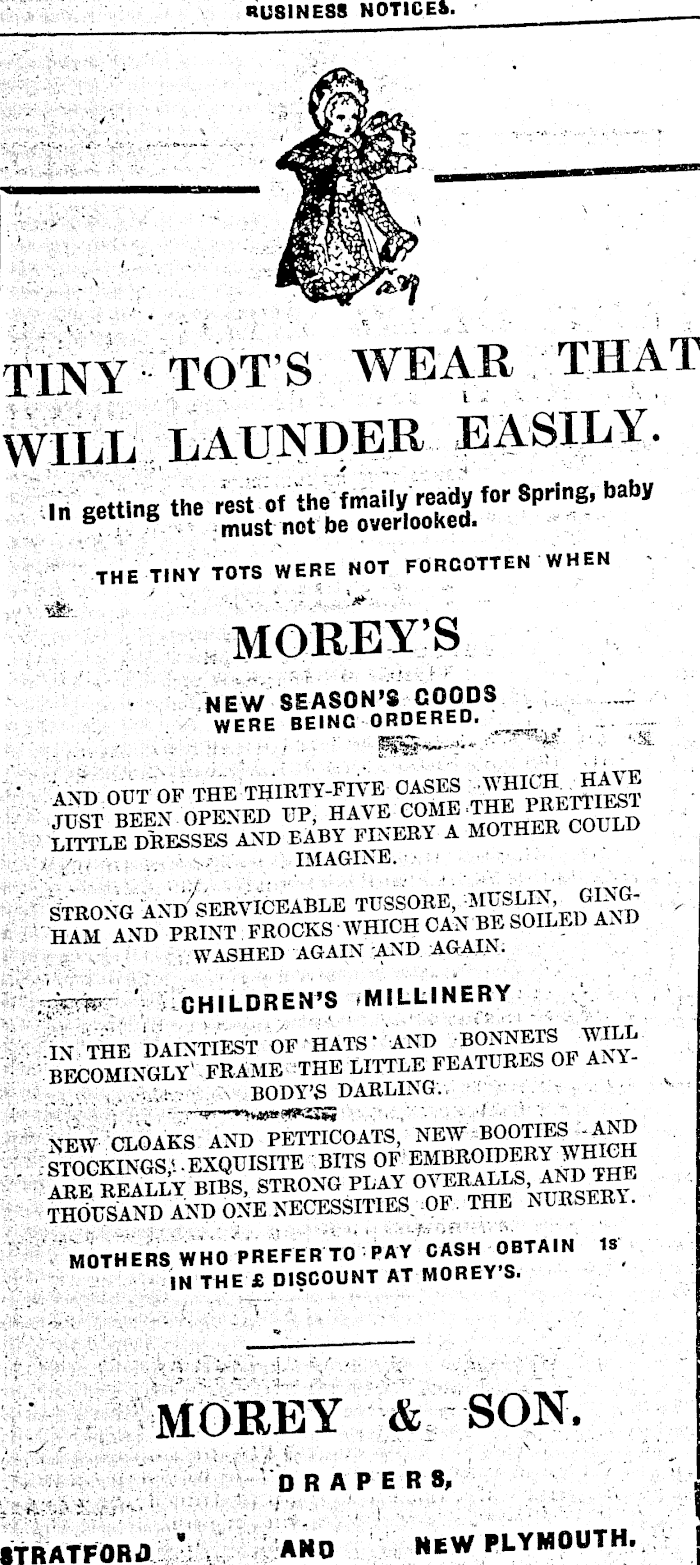 BUSINESS NOTICES.
TINY TOT'S WEAR THAT
WILL LAUNDER EASILY.
In getting the rest of the fmaily ready for Spring, baby
must not be overlooked.
THE TINY TOTS WERE NOT FORGOTTEN WHEN
MOREY'S
NEW SEASON'S GOODS
WERE BEING ORDERED.
AND OUT OF THE THIRTY-FIVE CASES WHICH HAVE
JUST BEEN OPENED UP, HAVE COME THE PRETTIEST
LITTLE DRESSES AND BABY FINERY A MOTHER COULD
IMAGINE.
STRONG AND SERVICEABLE TUSSORE, MUSLIN, GING-
HAM AND PRINT FROCKS WHICH CAN BE SOILED AND
WASHED AGAIN AND AGAIN.
CHILDREN'S MILLINERY
IN THE DAINTIEST OF HATS AND BONNETS WILL
BECOMINGLY FRAME THE LITTLE FEATURES OF ANY-
BODY'S DARLING.
NEW CLOAKS AND PETTICOATS, NEW BOOTIES AND
STOCKINGS, EXQUISITE BITS OF EMBROIDERY WHICH
ARE REALLY BIBS, STRONG PLAY OVERALLS, AND THE
THOUSAND AND ONE NECESSITIES OF THE NURSERY.
MOTHERS WHO PREFER TO PAY CASH OBTAIN 1s
IN THE £ DISCOUNT AT MOREY'S.
MOREY & SON.
DRAPERS,
STRATFORD AND NEW PLYMOUTH.